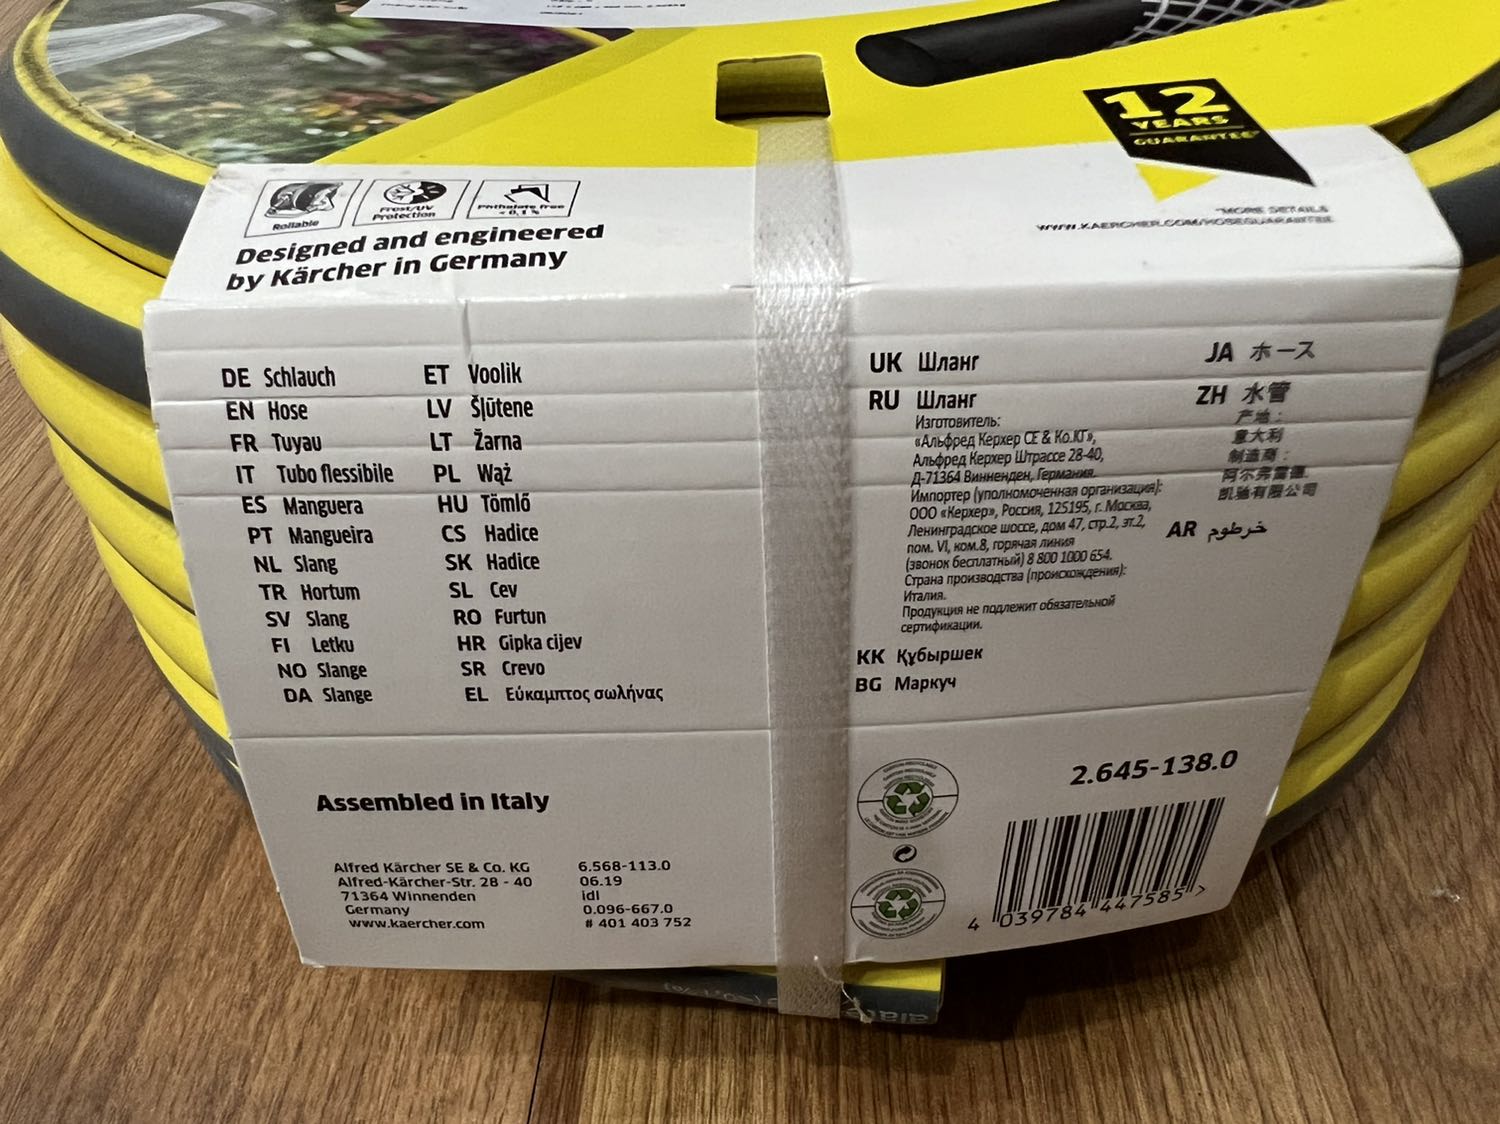 12
YEARS
GUARANTEE*
*MORE DETAILS
WWW.KAERCHER.COM/HOSEGUARANTEE
Rollable
Frost/UV
Protection
Phthalate free
< 0,1 %
Designed and engineered
by Kärcher in Germany
DE Schlauch
EN Hose
FR Tuyau
IT Tubo flessibile
ES Manguera
PT Mangueira
NL Slang
TR Hortum
SV Slang
FI Letku
NO Slange
DA Slange
ET Voolik
LV Šļūtene
LT Žarna
PL Wąż
HU Tömlő
CS Hadice
SK Hadice
SL Cev
RO Furtun
HR Gipka cijev
SR Crevo
EL Εύκαμπτος σωλήνας
UK Шланг
RU Шланг
Изготовитель:
«Альфред Керхер СЕ & Ко.КГ»,
Альфред Керхер Штрассе 28-40,
Д-71364 Винненден, Германия.
Импортер (уполномоченная организация):
ООО «Керхер», Россия, 125195, г. Москва,
Ленинградское шоссе, дом 47, стр.2, эт.2,
пом. VI, ком.8, горячая линия
(звонок бесплатный) 8 800 1000 654.
Страна производства (происхождения):
Италия.
Продукция не подлежит обязательной
сертификации.
KK Құбыршек
BG Маркуч
JA ホース
ZH 水管
产地：
意大利
制造商：
阿尔弗雷德.
凯驰有限公司
AR خرطوم
Assembled in Italy
Alfred Kärcher SE & Co. KG
Alfred-Kärcher-Str. 28 - 40
71364 Winnenden
Germany
www.kaercher.com
6.568-113.0
06.19
idl
0.096-667.0
# 401 403 752
2.645-138.0
4 039784 447585 >